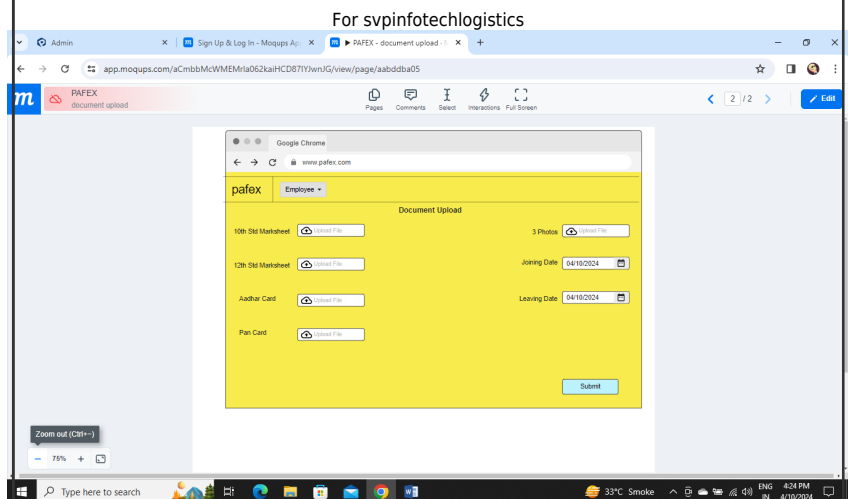 For svpinfotechlogistics
Admin
Sign Up & Log In - Moqups Ap
PAFEX - document upload - M
app.moqups.com/aCmbbMcWMEMrIa062kaiHCD87IYJwnJG/view/page/aabddba05
m
PAFEX
document upload
Pages
Comments
Select
Interactions
Full Screen
2 / 2
Edit
Google Chrome
www.pafex.com
pafex
Employee
Document Upload
10th Std Marksheet
Upload File
3 Photos
Upload File
12th Std Marksheet
Upload File
Joining Date
04/10/2024
Aadhar Card
Upload File
Leaving Date
04/10/2024
Pan Card
Upload File
Submit
Zoom out (Ctrl+−)
− 75% +
Type here to search
33°C Smoke
ENG
IN
4:24 PM
4/10/2024